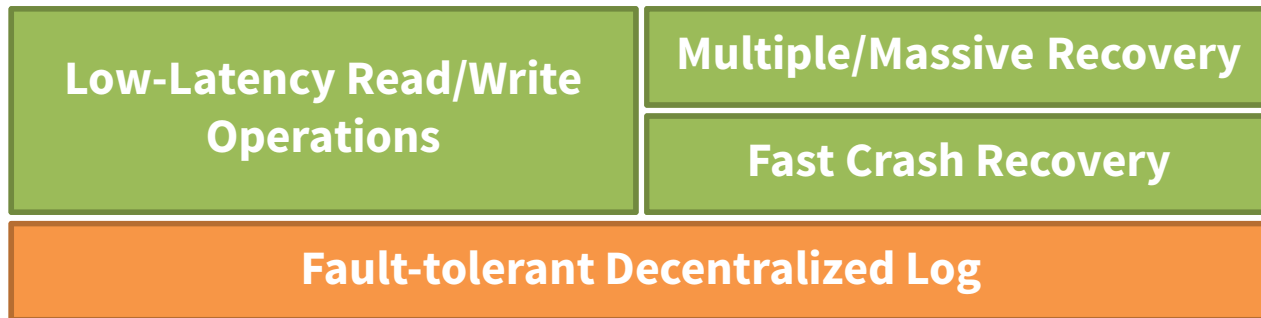 Low-Latency Read/Write
Operations
Multiple/Massive Recovery
Fast Crash Recovery
Fault-tolerant Decentralized Log